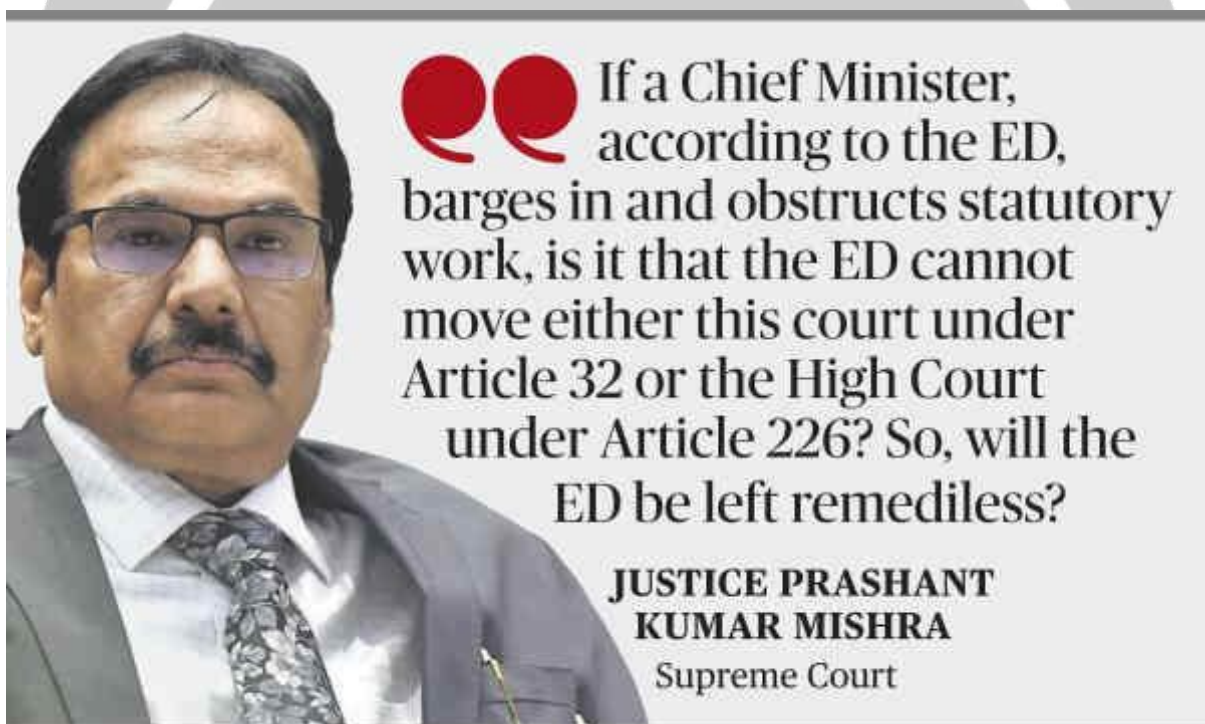 If a Chief Minister,
according to the ED,
barges in and obstructs statutory
work, is it that the ED cannot
move either this court under
Article 32 or the High Court
under Article 226? So, will the
ED be left remediless?
JUSTICE PRASHANT
KUMAR MISHRA
Supreme Court